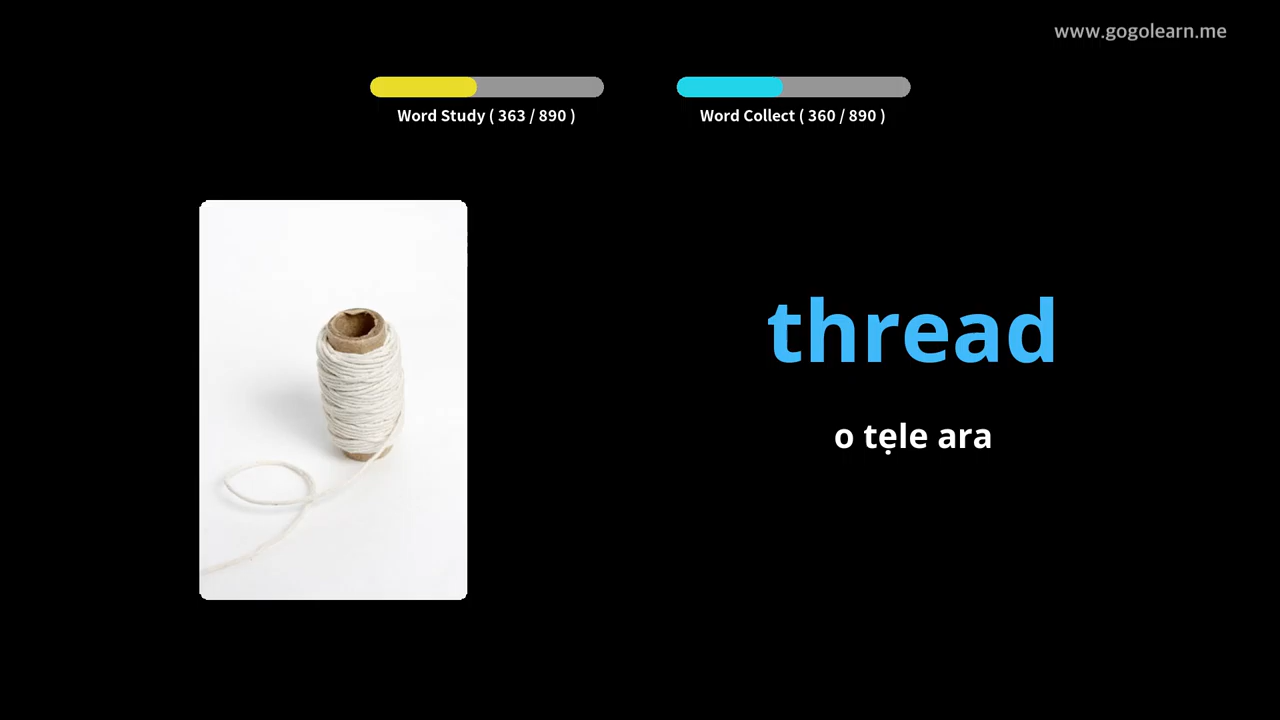 www.gogolearn.me
Word Study ( 363 / 890 )
Word Collect ( 360 / 890 )
thread
o tẹle ara